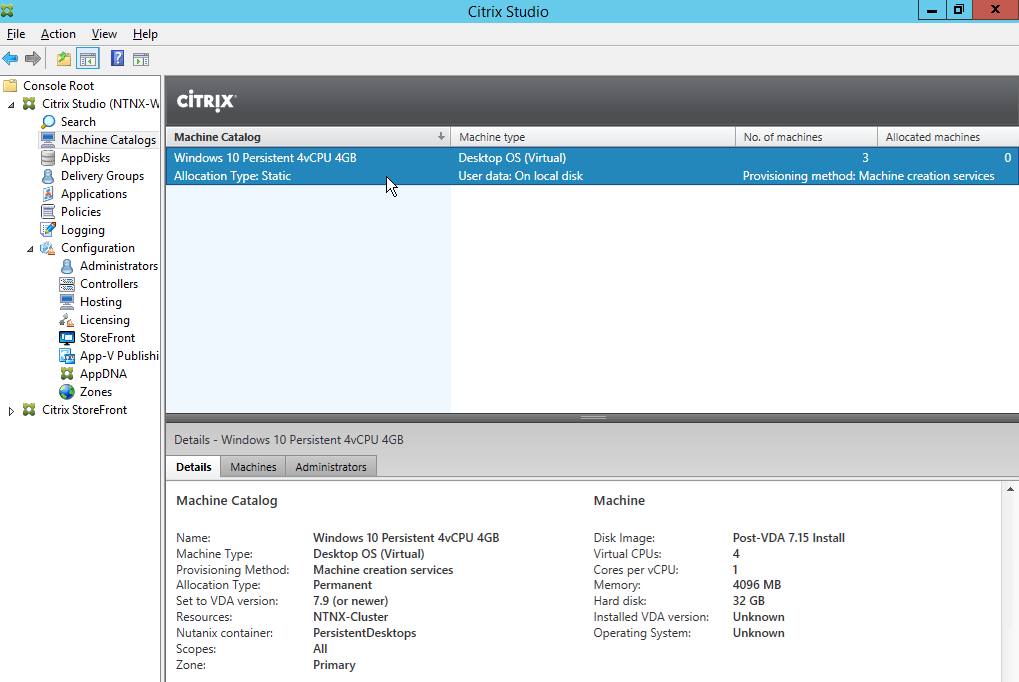 Citrix Studio
File Action View Help
Console Root
Citrix Studio (NTNX-W
Search
Machine Catalogs
AppDisks
Delivery Groups
Applications
Policies
Logging
Configuration
Administrators
Controllers
Hosting
Licensing
StoreFront
App-V Publishi
AppDNA
Zones
Citrix StoreFront
CITRIX
Machine Catalog Machine type No. of machines Allocated machines
Windows 10 Persistent 4vCPU 4GB Desktop OS (Virtual) 3 0
Allocation Type: Static User data: On local disk Provisioning method: Machine creation services
Details - Windows 10 Persistent 4vCPU 4GB
Details Machines Administrators
Machine Catalog
Name: Windows 10 Persistent 4vCPU 4GB
Machine Type: Desktop OS (Virtual)
Provisioning Method: Machine creation services
Allocation Type: Permanent
Set to VDA version: 7.9 (or newer)
Resources: NTNX-Cluster
Nutanix container: PersistentDesktops
Scopes: All
Zone: Primary
Machine
Disk Image: Post-VDA 7.15 Install
Virtual CPUs: 4
Cores per vCPU: 1
Memory: 4096 MB
Hard disk: 32 GB
Installed VDA version: Unknown
Operating System: Unknown